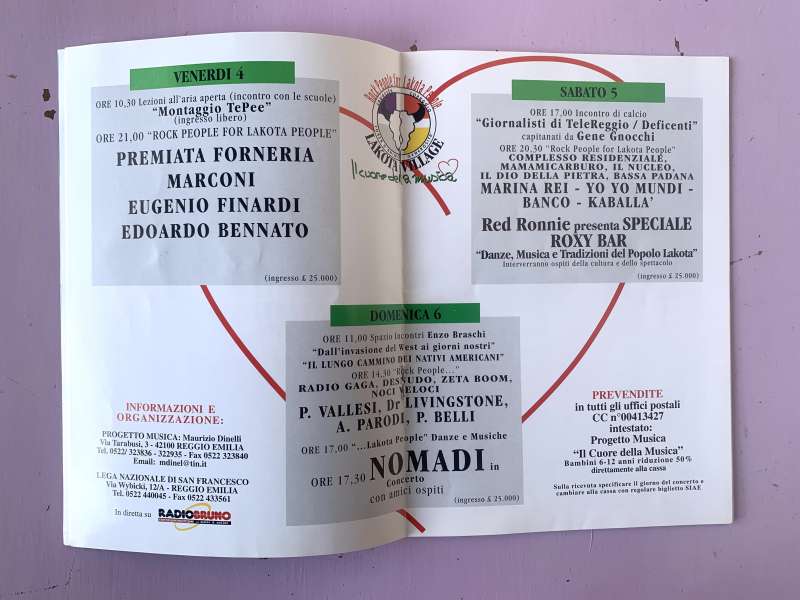 VENERDI 4
ORE 10,30 Lezioni all'aria aperta (incontro con le scuole)
"Montaggio TePee"
(ingresso libero)
ORE 21,00 "ROCK PEOPLE FOR LAKOTA PEOPLE"
PREMIATA FORNERIA
MARCONI
EUGENIO FINARDI
EDOARDO BENNATO
(ingresso £ 25.000)
Rock People for Lakota People
LAKOTA VILLAGE
Il cuore della musica
SABATO 5
ORE 17,00 Incontro di calcio
"Giornalisti di TeleReggio / Deficenti"
capitanati da Gene Gnocchi
ORE 20,30 "Rock People for Lakota People"
COMPLESSO RESIDENZIALE,
MAMAMICARBURO, IL NUCLEO,
IL DIO DELLA PIETRA, BASSA PADANA
MARINA REI - YO YO MUNDI -
BANCO - KABALLA'
Red Ronnie presenta SPECIALE
ROXY BAR
"Danze, Musica e Tradizioni del Popolo Lakota"
Interverranno ospiti della cultura e dello spettacolo
(ingresso £ 25.000)
DOMENICA 6
ORE 11,00 Spazio Incontri Enzo Braschi
"Dall'invasione del West ai giorni nostri"
"IL LUNGO CAMMINO DEI NATIVI AMERICANI"
ORE 14,30 "Rock People..."
RADIO GAGA, DESNUDO, ZETA BOOM,
NOCI VELOCI
P. VALLESI, Dr LIVINGSTONE,
A. PARODI, P. BELLI
ORE 17,00 "...Lakota People" Danze e Musiche
ORE 17,30 NOMADI in
Concerto
con amici ospiti
(ingresso £ 25.000)
INFORMAZIONI E
ORGANIZZAZIONE:
PROGETTO MUSICA: Maurizio Dinelli
Via Tarabusi, 3 - 42100 REGGIO EMILIA
Tel. 0522/ 323836 - 322935 - Fax 0522 323840
Email: mdinel@tin.it
LEGA NAZIONALE DI SAN FRANCESCO
Via Wybicki, 12/A - REGGIO EMILIA
Tel. 0522 440045 - Fax 0522 433561
In diretta su RADIOBRUNO
PREVENDITE
in tutti gli uffici postali
CC n°00413427
intestato:
Progetto Musica
"Il Cuore della Musica"
Bambini 6-12 anni riduzione 50%
direttamente alla cassa
Sulla ricevuta specificare il giorno del concerto e
cambiare alla cassa con regolare biglietto SIAE